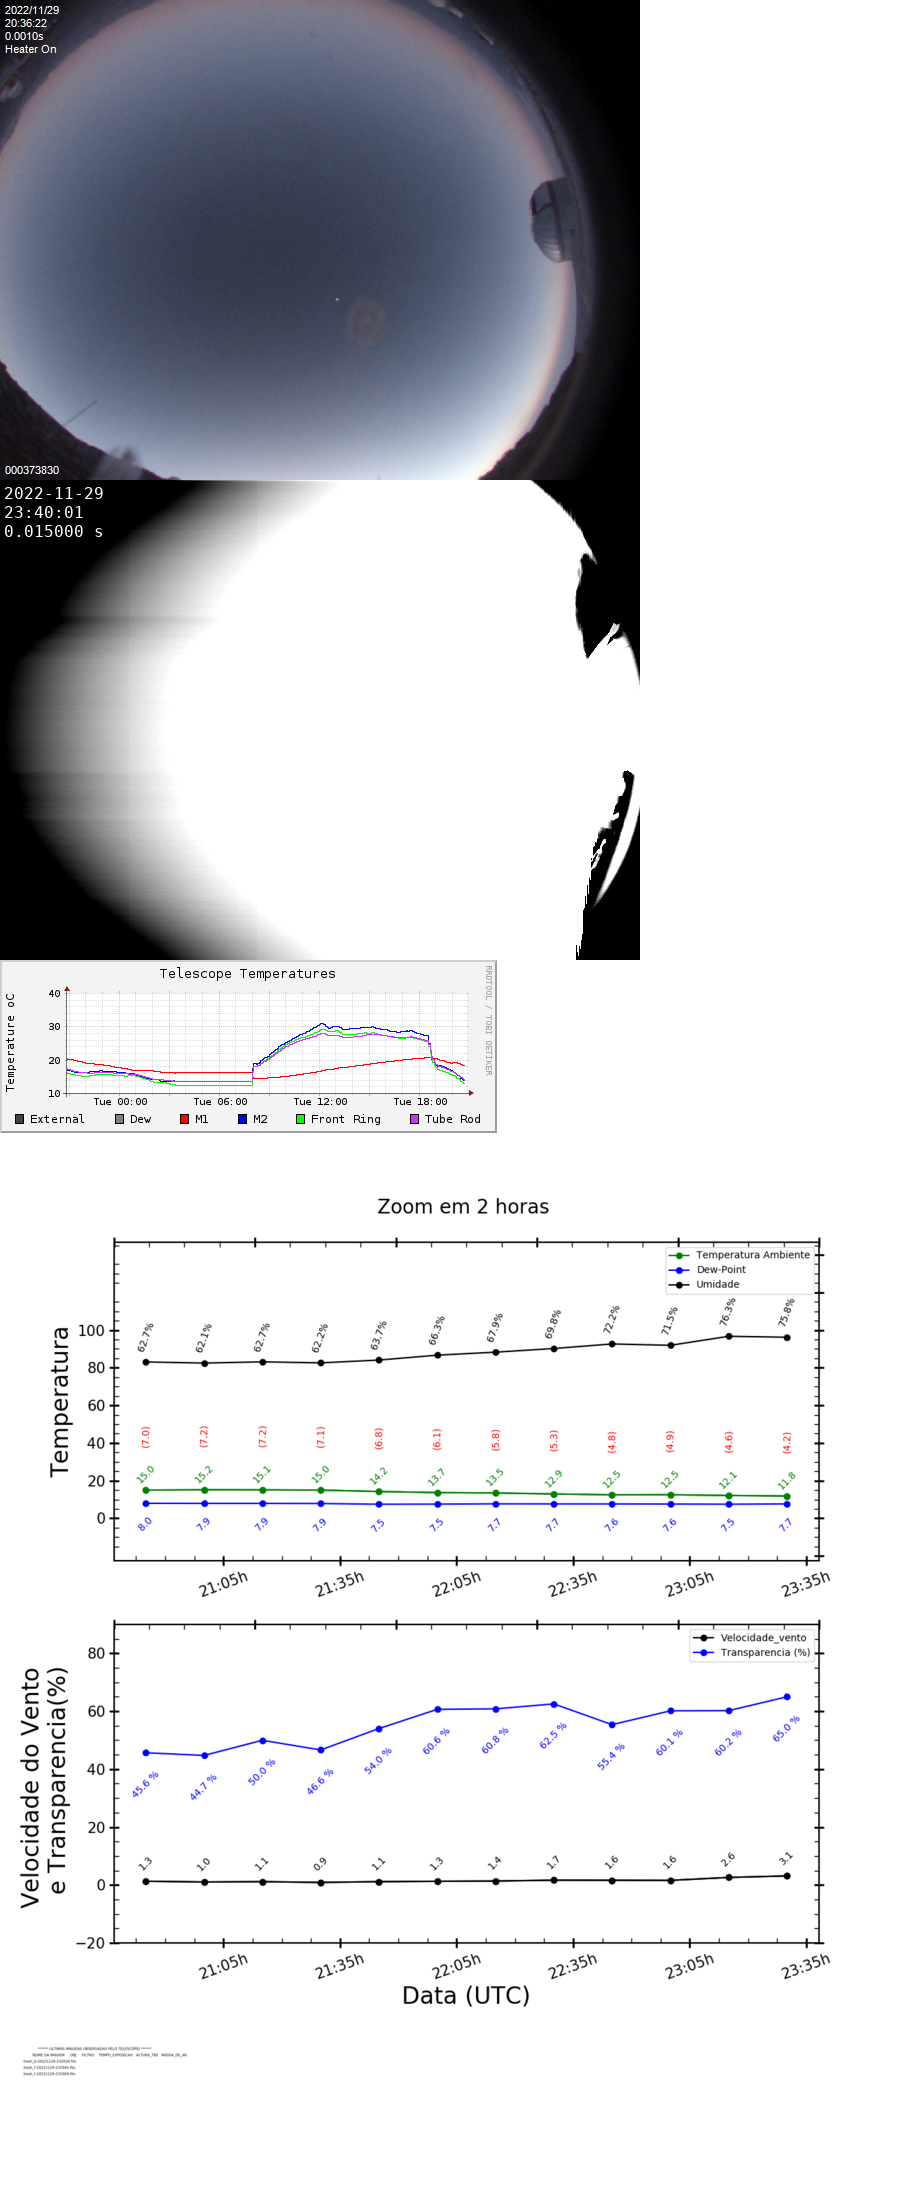 2022/11/29
20:36:22
0.0010s
Heater On
000373830
2022-11-29
23:40:01
0.015000 s
Telescope Temperatures
RRDTOOL / TOBI OETIKER
Temperature oC
40
30
20
10
Tue 00:00 Tue 06:00 Tue 12:00 Tue 18:00
External Dew M1 M2 Front Ring Tube Rod
Zoom em 2 horas
Temperatura Ambiente
Dew-Point
Umidade
Temperatura
100
80
60
40
20
0
62.7% 62.1% 62.7% 62.2% 63.7% 66.3% 67.9% 69.8% 72.2% 71.5% 76.3% 75.8%
(7.0) (7.2) (7.2) (7.1) (6.8) (6.1) (5.8) (5.3) (4.8) (4.9) (4.6) (4.2)
15.0 15.2 15.1 15.0 14.2 13.7 13.5 12.9 12.5 12.5 12.1 11.8
8.0 7.9 7.9 7.9 7.5 7.5 7.7 7.7 7.6 7.6 7.5 7.7
21:05h 21:35h 22:05h 22:35h 23:05h 23:35h
Velocidade_vento
Transparencia (%)
Velocidade do Vento
e Transparencia(%)
80
60
40
20
0
−20
45.6 % 44.7 % 50.0 % 46.6 % 54.0 % 60.6 % 60.8 % 62.5 % 55.4 % 60.1 % 60.2 % 65.0 %
1.3 1.0 1.1 0.9 1.1 1.3 1.4 1.7 1.6 1.6 2.6 3.1
21:05h 21:35h 22:05h 22:35h 23:05h 23:35h
Data (UTC)
****** ULTIMAS IMAGENS OBSERVADAS PELO TELESCOPIO ******
NOME DA IMAGEM OBJ FILTRO TEMPO_EXPOSICAO ALTURA_TEO MASSA_DE_AR